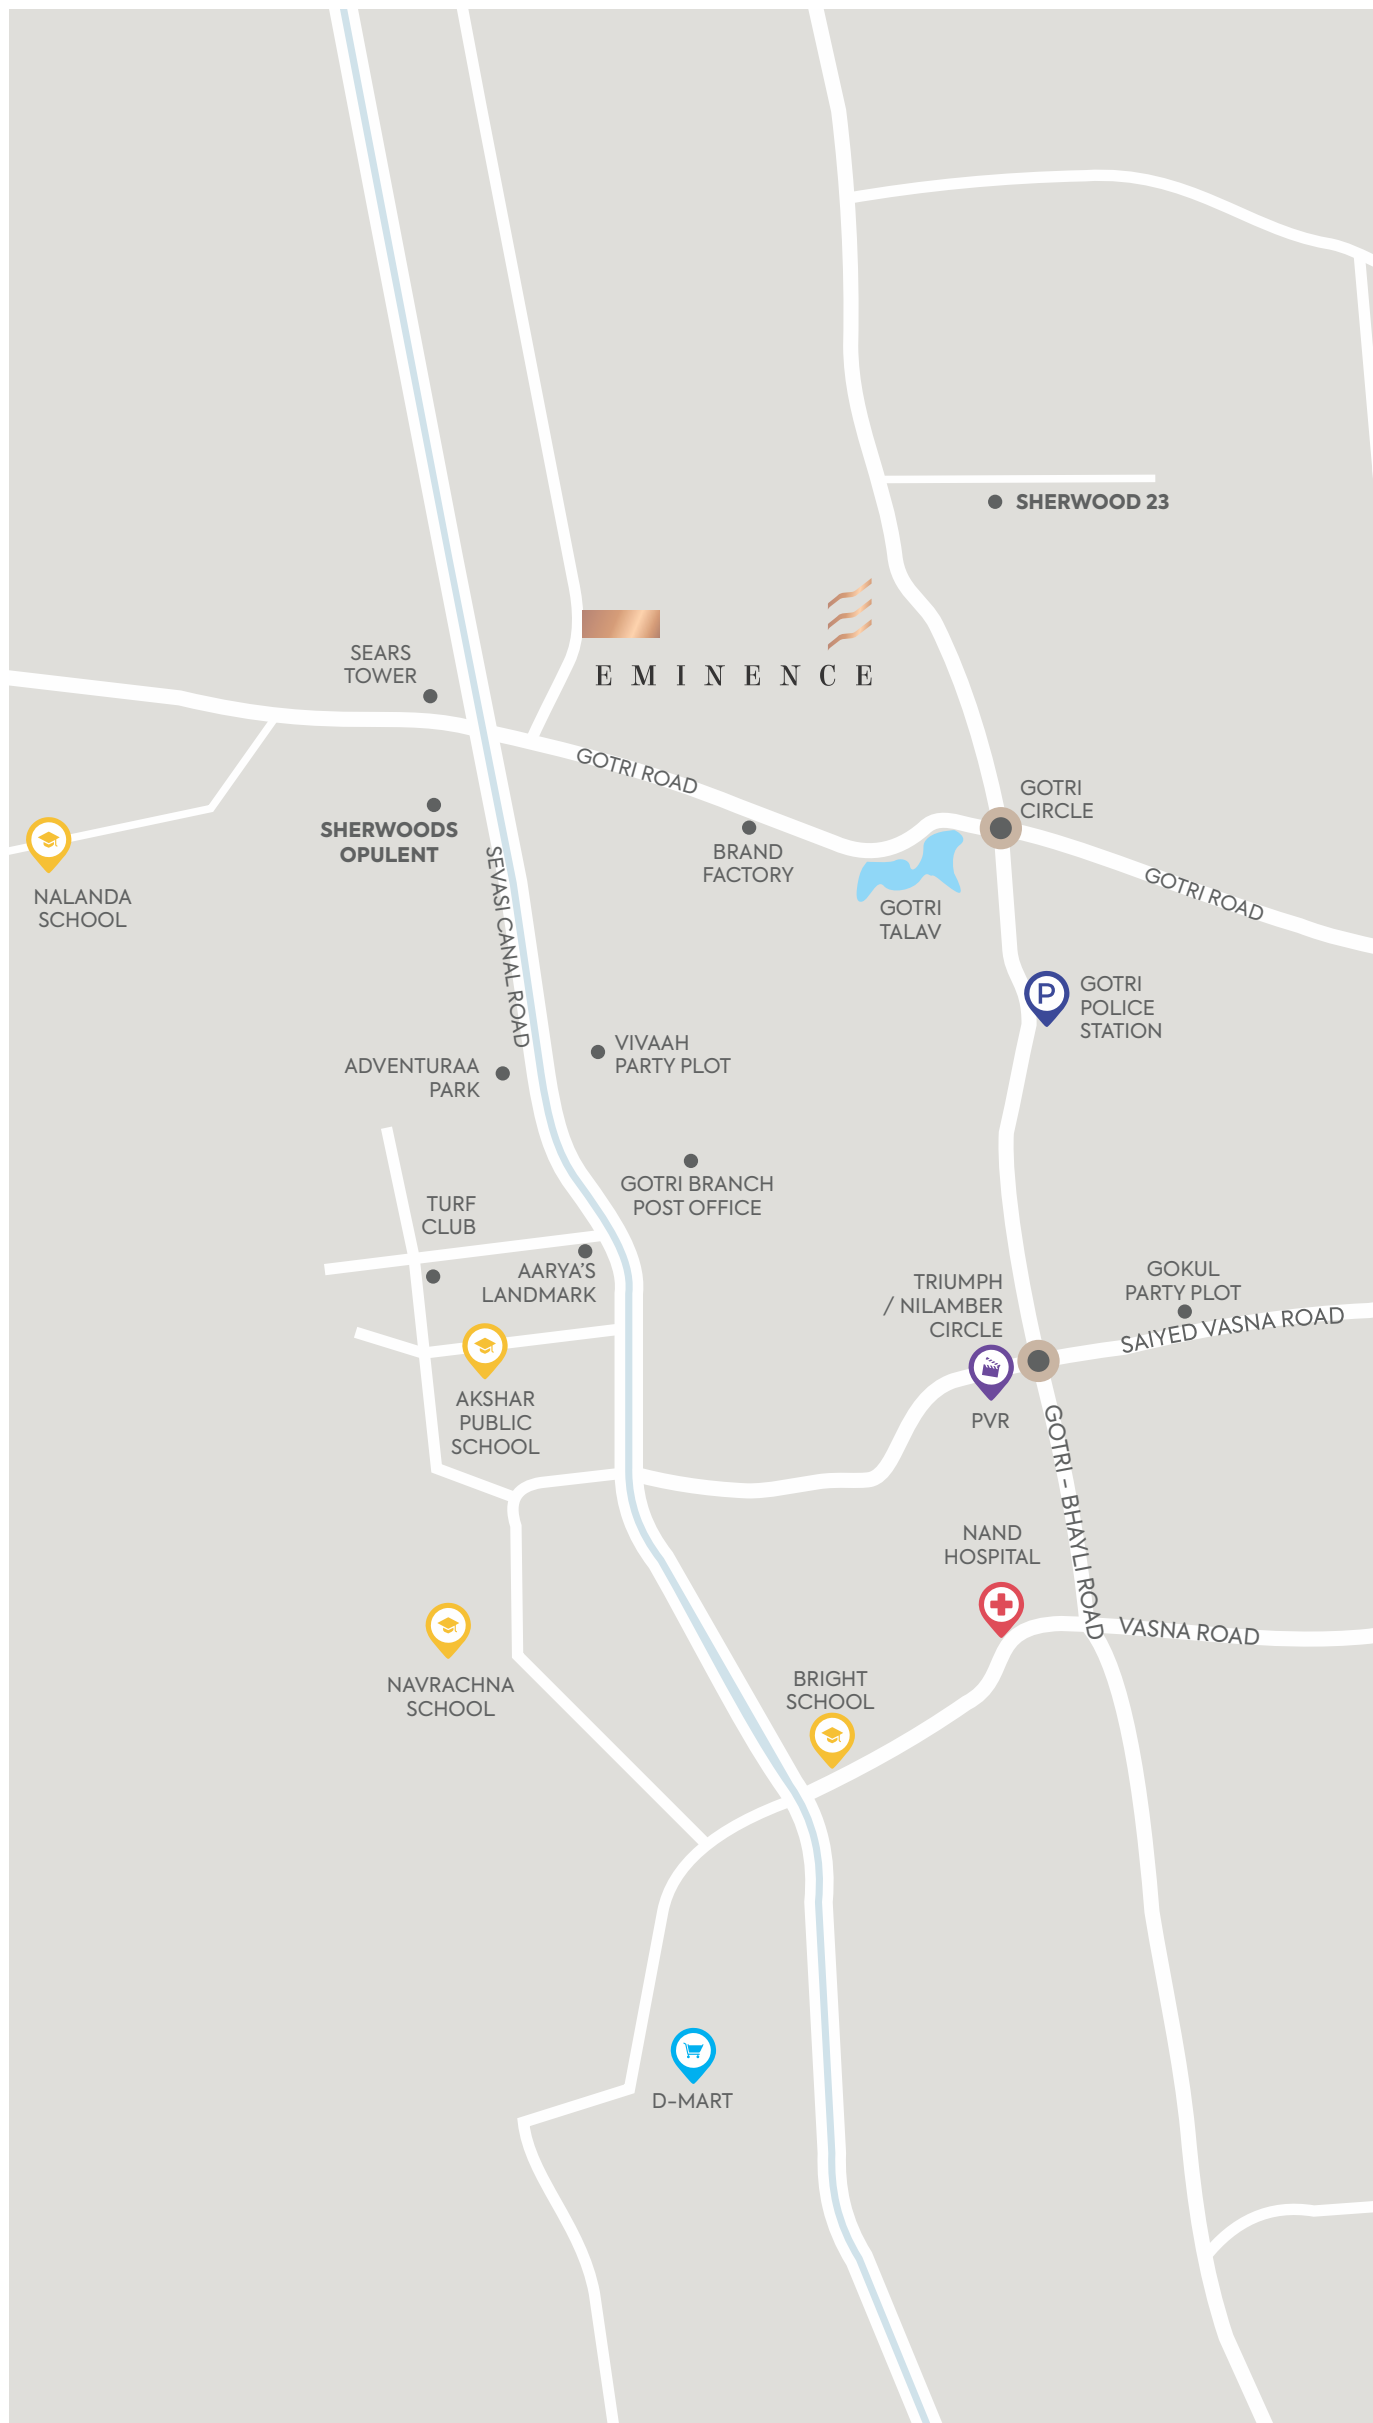 SHERWOOD 23
SEARS
TOWER
EMINENCE
GOTRI ROAD
GOTRI
CIRCLE
SHERWOODS
OPULENT
BRAND
FACTORY
GOTRI ROAD
NALANDA
SCHOOL
SEVASI CANAL ROAD
GOTRI
TALAV
P
GOTRI
POLICE
STATION
VIVAAH
PARTY PLOT
ADVENTURAA
PARK
GOTRI BRANCH
POST OFFICE
TURF
CLUB
AARYA'S
LANDMARK
TRIUMPH
/ NILAMBER
CIRCLE
GOKUL
PARTY PLOT
SAIYED VASNA ROAD
AKSHAR
PUBLIC
SCHOOL
PVR
GOTRI - BHAYLI ROAD
NAND
HOSPITAL
VASNA ROAD
NAVRACHNA
SCHOOL
BRIGHT
SCHOOL
D-MART